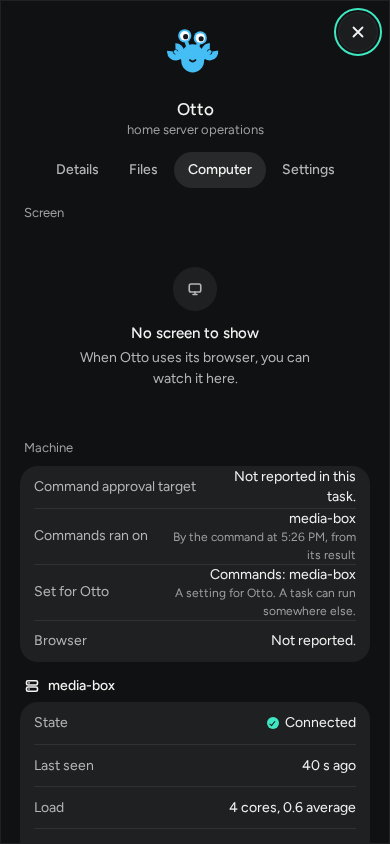 Otto
home server operations
Details
Files
Computer
Settings
Screen
No screen to show
When Otto uses its browser, you can
watch it here.
Machine
Command approval target
Not reported in this
task.
Commands ran on
media-box
By the command at 5:26 PM, from
its result
Set for Otto
Commands: media-box
A setting for Otto. A task can run
somewhere else.
Browser
Not reported.
media-box
State
Connected
Last seen
40 s ago
Load
4 cores, 0.6 average